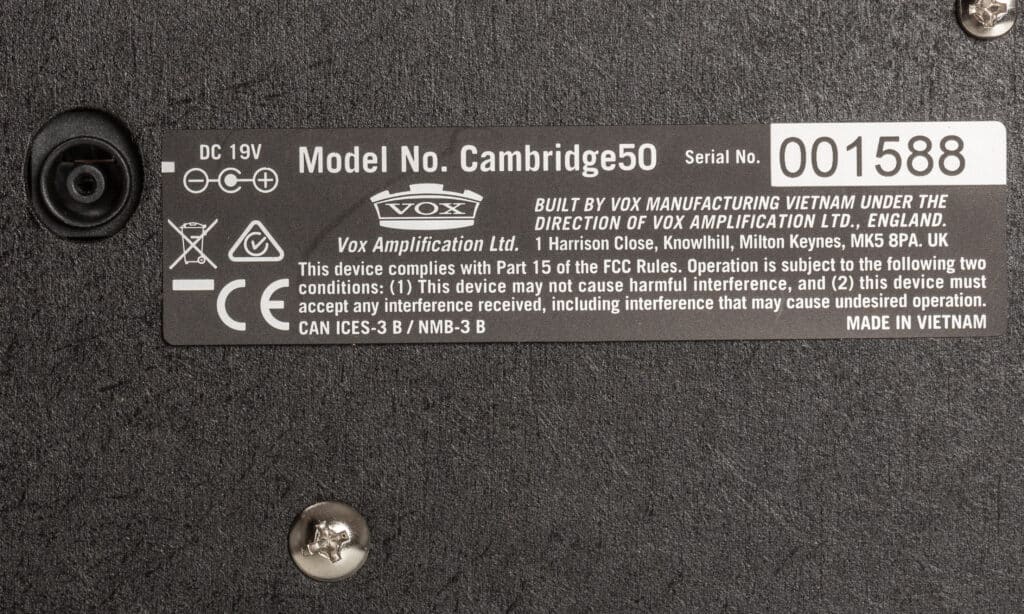 DC 19V
Model No. Cambridge50
Serial No. 001588
VOX
Vox Amplification Ltd.
BUILT BY VOX MANUFACTURING VIETNAM UNDER THE
DIRECTION OF VOX AMPLIFICATION LTD., ENGLAND.
1 Harrison Close, Knowlhill, Milton Keynes, MK5 8PA. UK
This device complies with Part 15 of the FCC Rules. Operation is subject to the following two
conditions: (1) This device may not cause harmful interference, and (2) this device must
accept any interference received, including interference that may cause undesired operation.
CE
CAN ICES-3 B / NMB-3 B
MADE IN VIETNAM